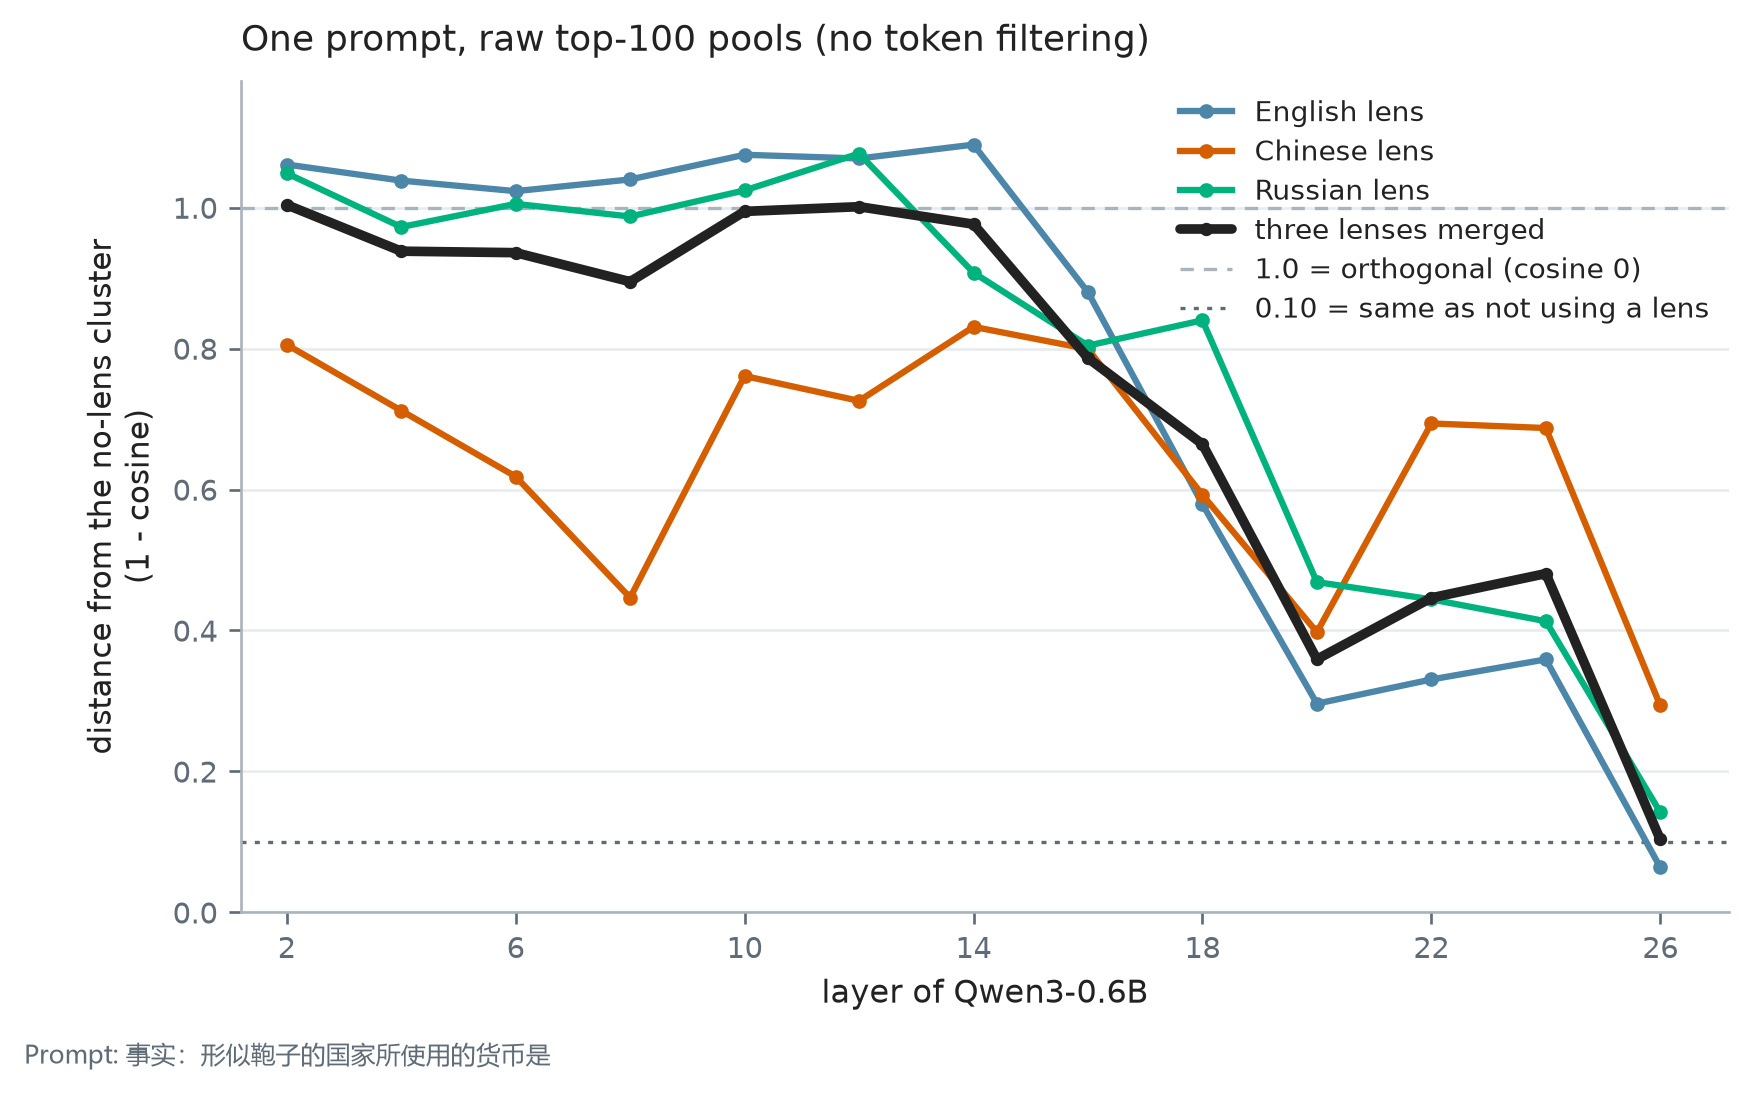 One prompt, raw top-100 pools (no token filtering)
English lens
Chinese lens
Russian lens
three lenses merged
1.0 = orthogonal (cosine 0)
0.10 = same as not using a lens
distance from the no-lens cluster
(1 - cosine)
1.0
0.8
0.6
0.4
0.2
0.0
2
6
10
14
18
22
26
layer of Qwen3-0.6B
Prompt: 事实：形似靴子的国家所使用的货币是